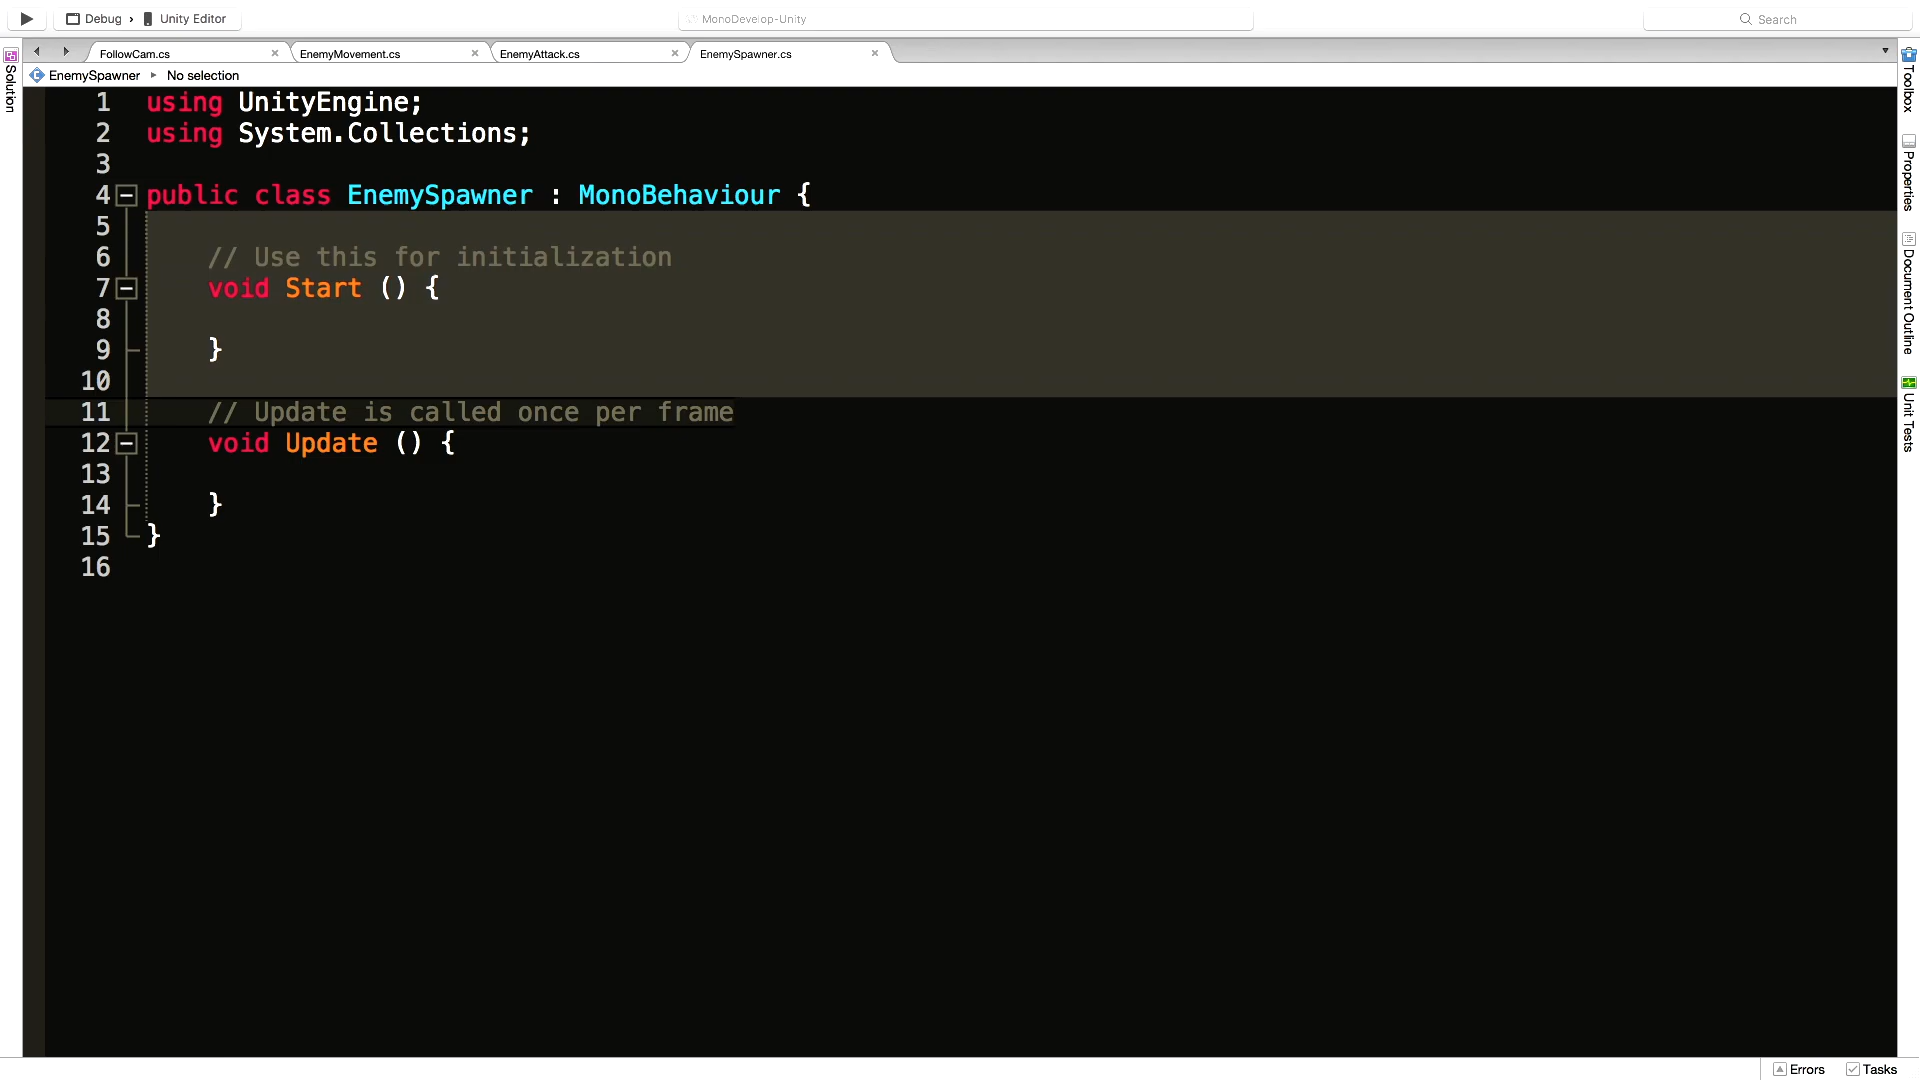 Debug › Unity Editor
MonoDevelop-Unity
Search
FollowCam.cs
EnemyMovement.cs
EnemyAttack.cs
EnemySpawner.cs
EnemySpawner ▸ No selection
Solution
1 using UnityEngine;
2 using System.Collections;
3
4 public class EnemySpawner : MonoBehaviour {
5
6 // Use this for initialization
7 void Start () {
8
9 }
10
11 // Update is called once per frame
12 void Update () {
13
14 }
15 }
16
Toolbox
Properties
Document Outline
Unit Tests
Errors
Tasks